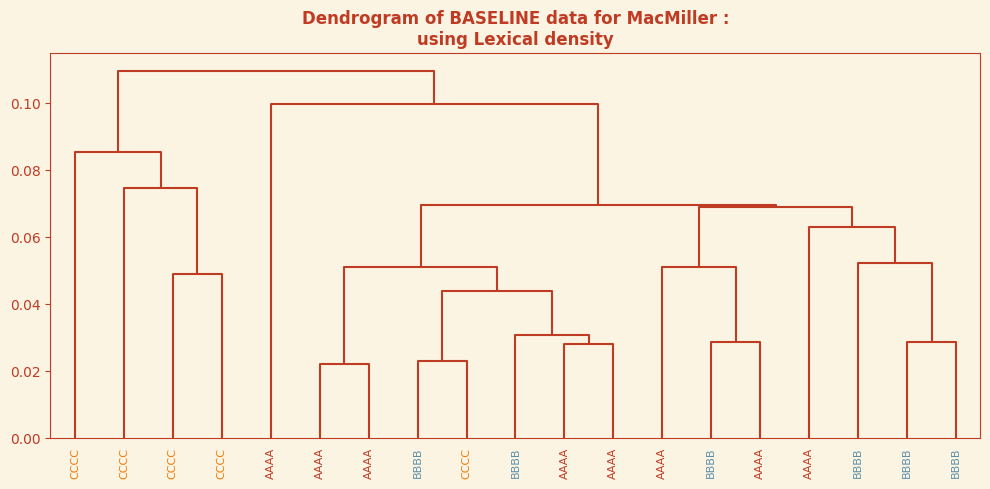 Dendrogram of BASELINE data for MacMiller :
using Lexical density
0.10
0.08
0.06
0.04
0.02
0.00
CCCC CCCC CCCC CCCC AAAA AAAA AAAA BBBB CCCC BBBB AAAA AAAA AAAA BBBB AAAA AAAA BBBB BBBB BBBB